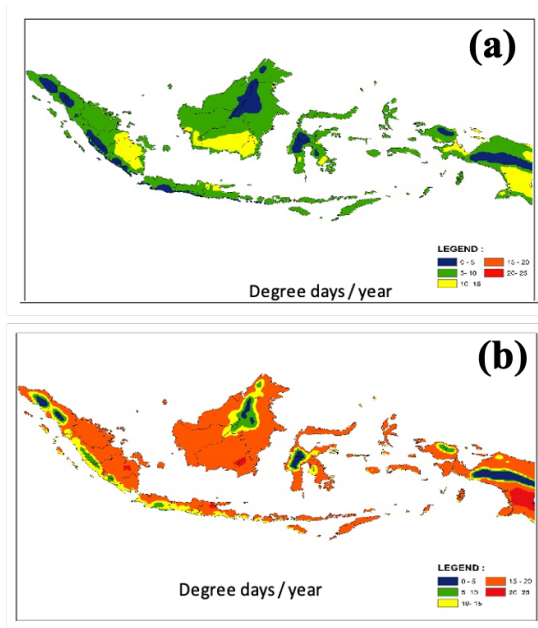 (a)
LEGEND :
0 - 5 15 - 20
5- 10 20- 25
10 15
Degree days / year
(b)
LEGEND :
0 - 5 15 - 20
5 - 10 20 25
10- 15
Degree days / year